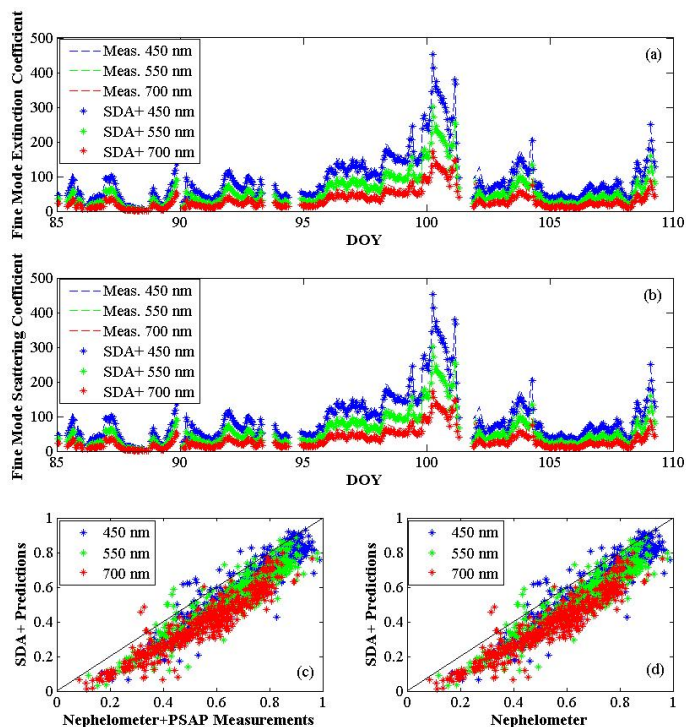 Fine Mode Extinction Coefficient
500
400
300
200
100
0
Meas. 450 nm
Meas. 550 nm
Meas. 700 nm
SDA+ 450 nm
SDA+ 550 nm
SDA+ 700 nm
(a)
85 90 95 100 105 110
DOY
Fine Mode Scattering Coefficient
500
400
300
200
100
0
Meas. 450 nm
Meas. 550 nm
Meas. 700 nm
SDA+ 450 nm
SDA+ 550 nm
SDA+ 700 nm
(b)
85 90 95 100 105 110
DOY
SDA+ Predictions
1
0.8
0.6
0.4
0.2
0
450 nm
550 nm
700 nm
(c)
0 0.2 0.4 0.6 0.8 1
Nephelometer+PSAP Measurements
SDA+ Predictions
1
0.8
0.6
0.4
0.2
0
450 nm
550 nm
700 nm
(d)
0 0.2 0.4 0.6 0.8 1
Nephelometer